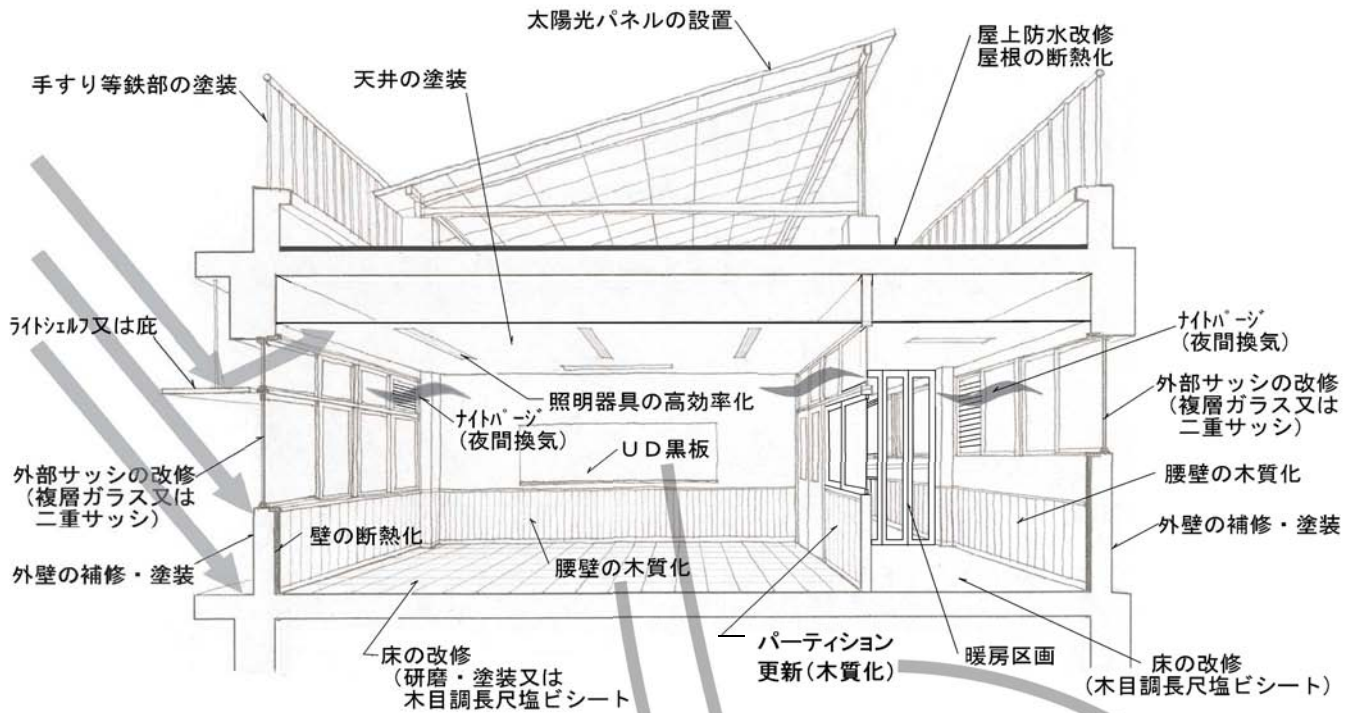 太陽光パネルの設置
屋上防水改修
屋根の断熱化
手すり等鉄部の塗装
天井の塗装
ﾗｲﾄｼｪﾙﾌ又は庇
ﾅｲﾄﾊﾟｰｼﾞ
(夜間換気)
照明器具の高効率化
ﾅｲﾄﾊﾟｰｼﾞ
(夜間換気)
外部サッシの改修
(複層ガラス又は
二重サッシ)
ＵＤ黒板
外部サッシの改修
(複層ガラス又は
二重サッシ)
腰壁の木質化
壁の断熱化
外壁の補修・塗装
外壁の補修・塗装
腰壁の木質化
床の改修
(研磨・塗装又は
木目調長尺塩ビシート
パーティション
更新(木質化)
暖房区画
床の改修
(木目調長尺塩ビシート)